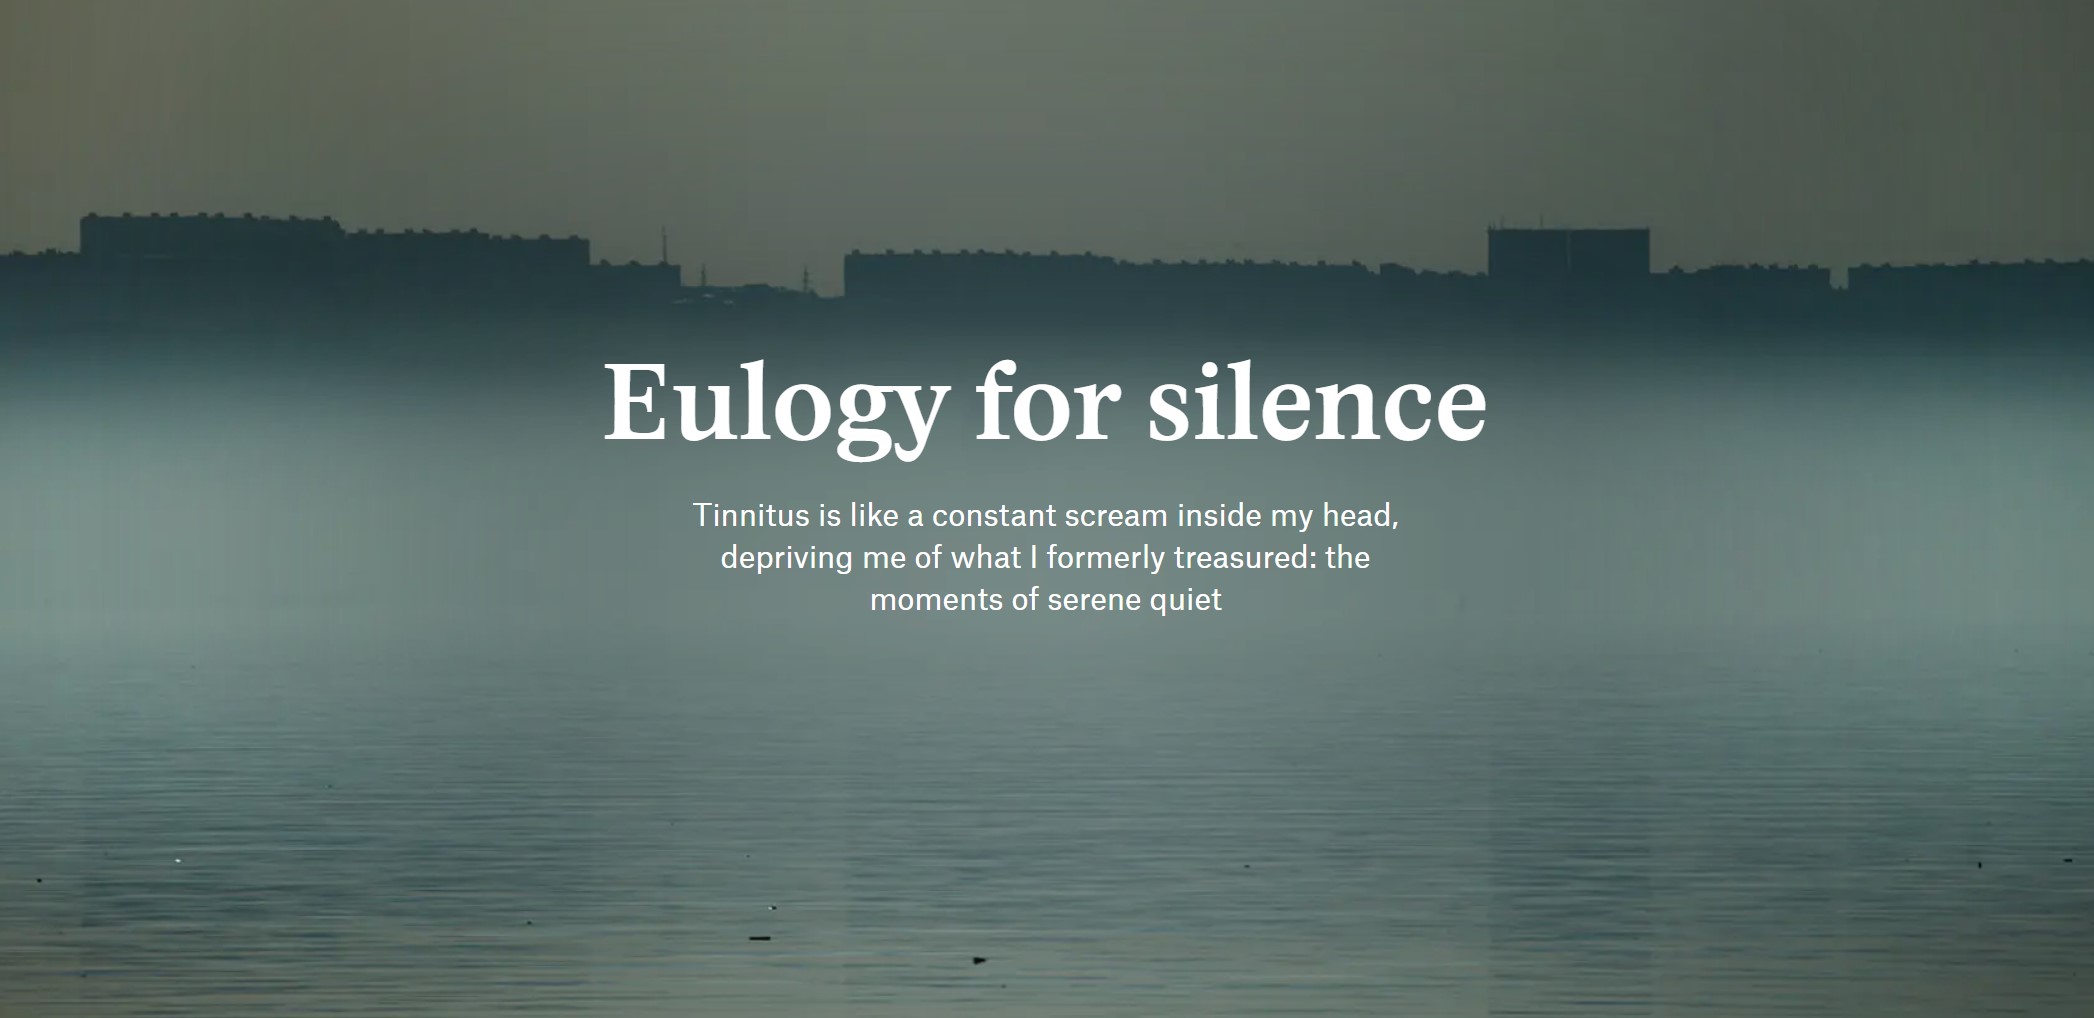 Eulogy for silence
Tinnitus is like a constant scream inside my head,
depriving me of what I formerly treasured: the
moments of serene quiet